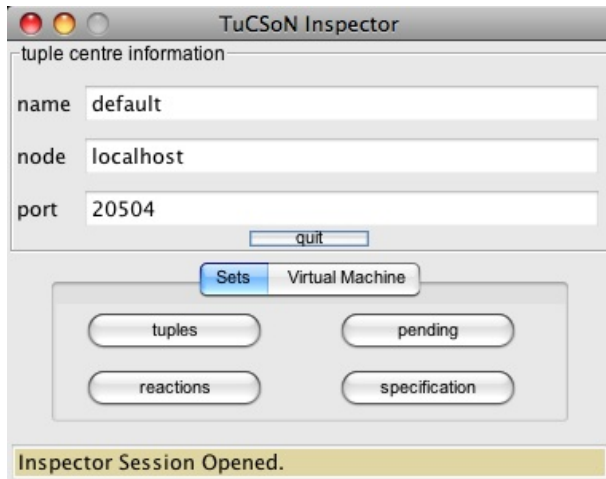 TuCSoN Inspector
tuple centre information
name default
node localhost
port 20504
quit
Sets Virtual Machine
tuples pending
reactions specification
Inspector Session Opened.